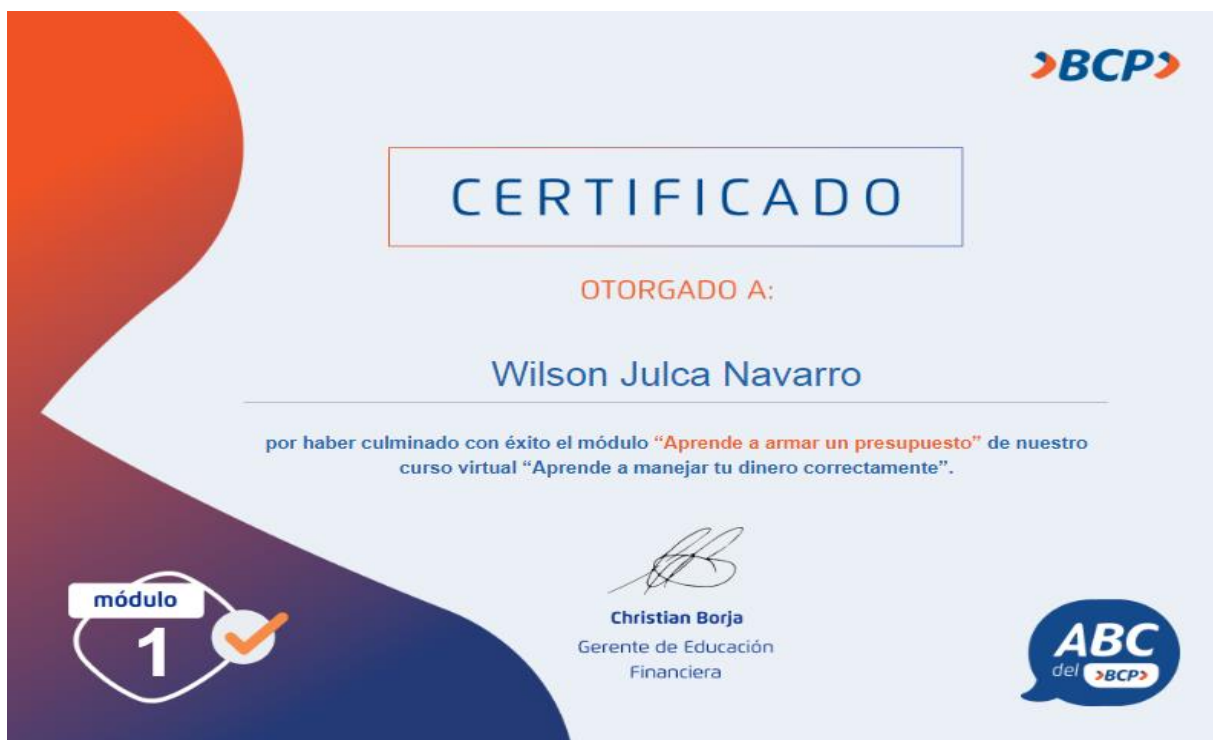 BCP
CERTIFICADO
OTORGADO A:
Wilson Julca Navarro
por haber culminado con éxito el módulo “Aprende a armar un presupuesto” de nuestro
curso virtual “Aprende a manejar tu dinero correctamente”.
Christian Borja
Gerente de Educación
Financiera
módulo
1
ABC
del BCP